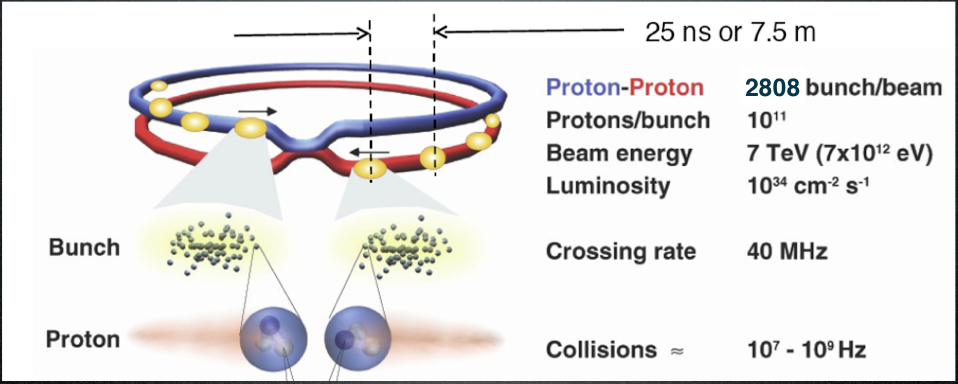 25 ns or 7.5 m
Proton-Proton 2808 bunch/beam
Protons/bunch 10¹¹
Beam energy 7 TeV (7x10¹² eV)
Luminosity 10³⁴ cm⁻² s⁻¹
Bunch
Crossing rate 40 MHz
Proton
Collisions ≈ 10⁷ - 10⁹ Hz